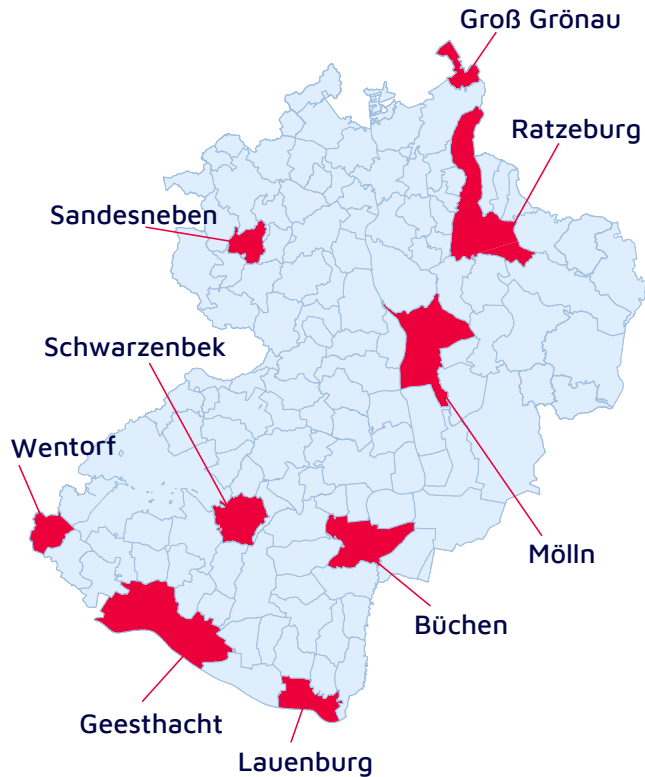 Groß Grönau
Ratzeburg
Sandesneben
Schwarzenbek
Wentorf
Mölln
Büchen
Geesthacht
Lauenburg